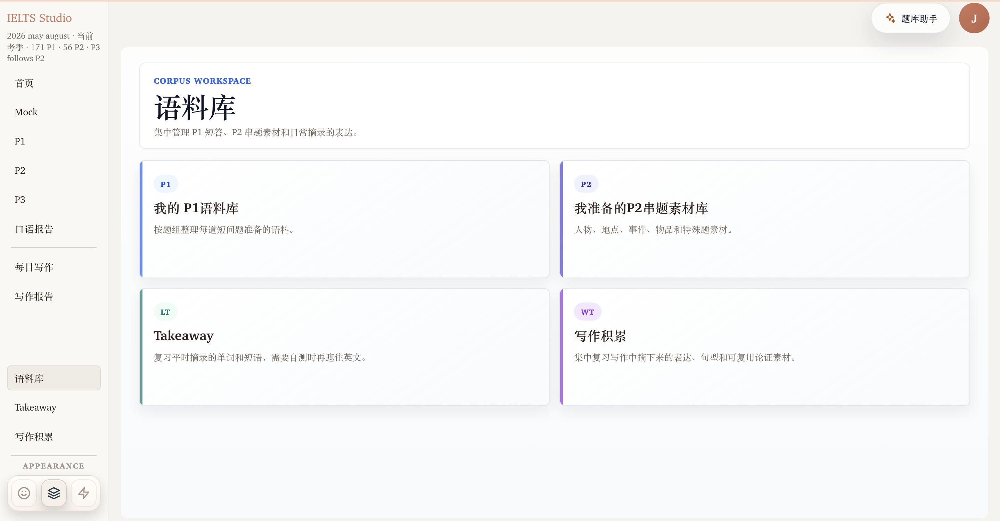 IELTS Studio
2026 may august · 当前
考季 · 171 P1 · 56 P2 · P3
follows P2
首页
Mock
P1
P2
P3
口语报告
每日写作
写作报告
语料库
Takeaway
写作积累
APPEARANCE
题库助手
J
CORPUS WORKSPACE
语料库
集中管理 P1 短答、P2 串题素材和日常摘录的表达。
P1
我的 P1语料库
按题组整理每道短问题准备的语料。
P2
我准备的P2串题素材库
人物、地点、事件、物品和特殊题素材。
LT
Takeaway
复习平时摘录的单词和短语，需要自测时再遮住英文。
WT
写作积累
集中复习写作中摘下来的表达、句型和可复用论证素材。